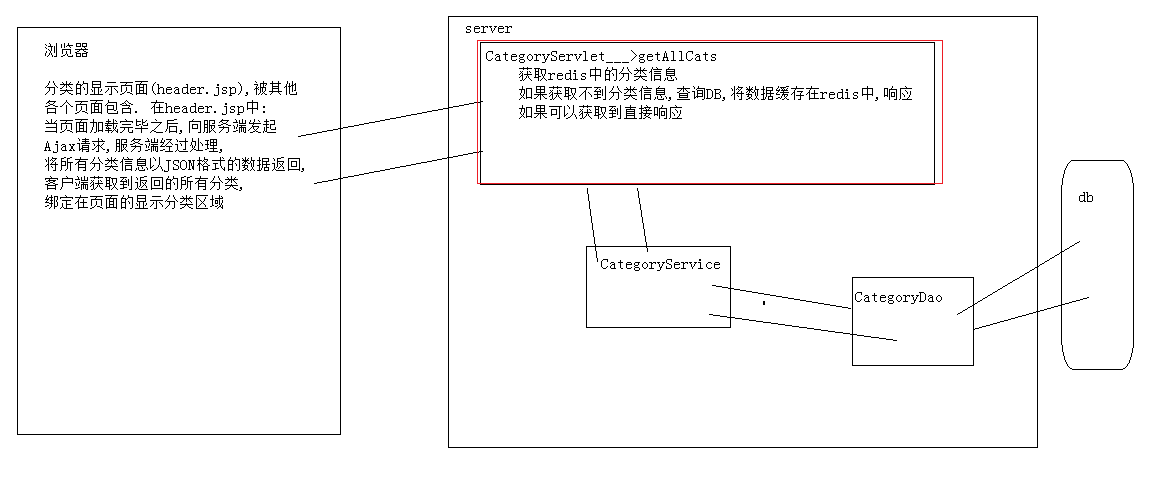 浏览器
分类的显示页面(header.jsp),被其他
各个页面包含. 在header.jsp中:
当页面加载完毕之后,向服务端发起
Ajax请求,服务端经过处理,
将所有分类信息以JSON格式的数据返回,
客户端获取到返回的所有分类,
绑定在页面的显示分类区域
server
CategoryServlet___>getAllCats
获取redis中的分类信息
如果获取不到分类信息,查询DB,将数据缓存在redis中,响应
如果可以获取到直接响应
CategoryService
CategoryDao
db